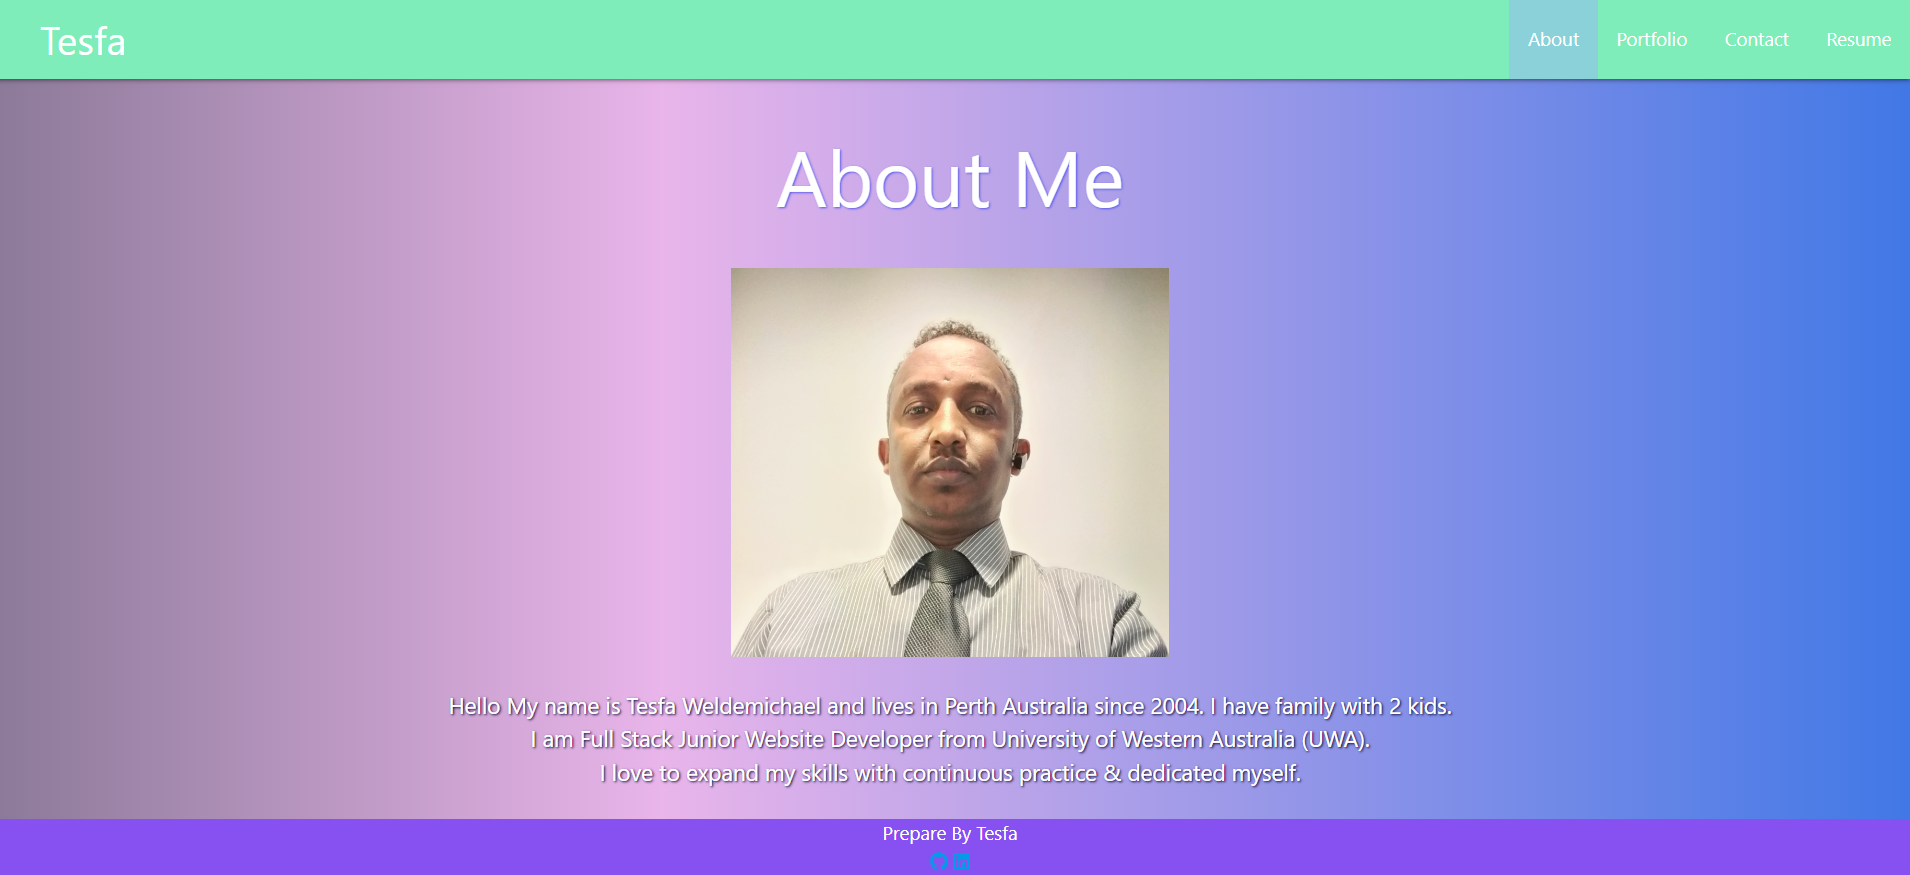 Tesfa
About
Portfolio
Contact
Resume
About Me
Hello My name is Tesfa Weldemichael and lives in Perth Australia since 2004. I have family with 2 kids.
I am Full Stack Junior Website Developer from University of Western Australia (UWA).
I love to expand my skills with continuous practice & dedicated myself.
Prepare By Tesfa